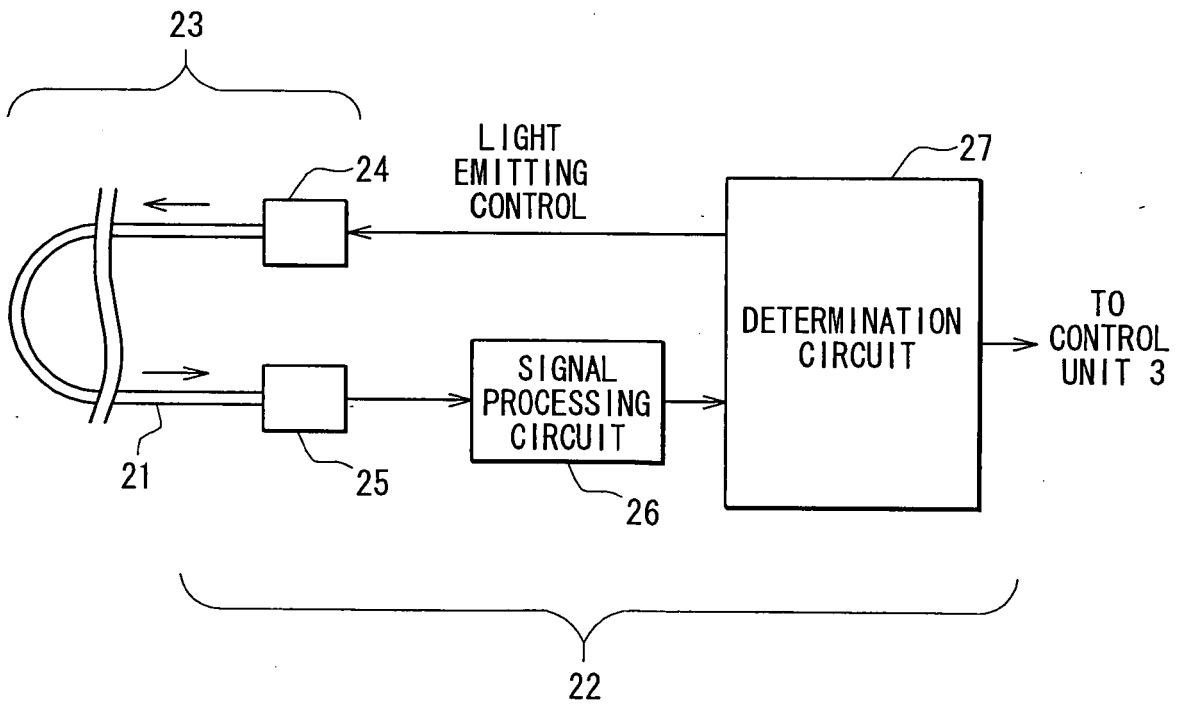 23
LIGHT
EMITTING
CONTROL
24
27
DETERMINATION
CIRCUIT
TO
CONTROL
UNIT 3
SIGNAL
PROCESSING
CIRCUIT
21
25
26
22